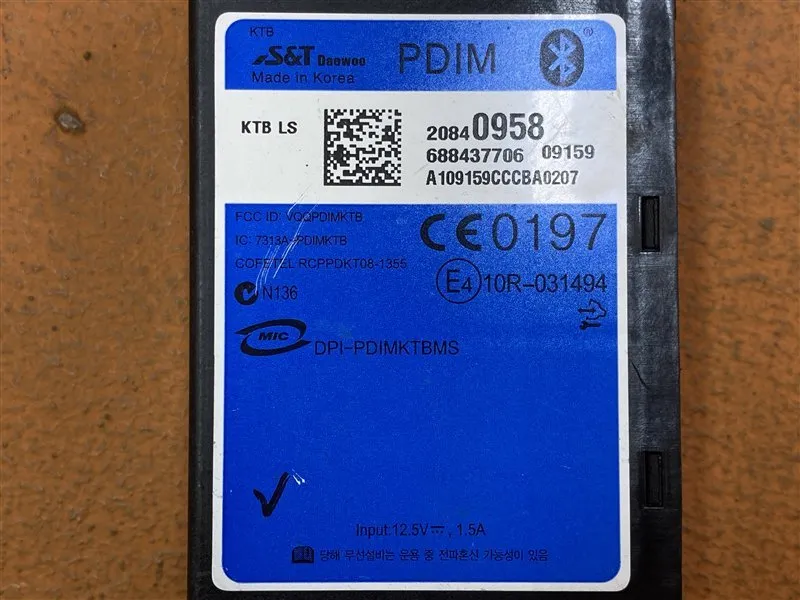 KTB
S&T Daewoo
PDIM
®
Made In Korea
KTB LS
20840958
688437706 09159
A109159CCCBA0207
FCC ID: VQQPDIMKTB
IC: 7313A-PDIMKTB
COFETEL RCPPDKT08-1355
N136
CE0197
E4 10R-031494
MIC
DPI-PDIMKTBMS
Input:12.5V⎓, 1.5A
당해 무선설비는 운용 중 전파혼신 가능성이 있음